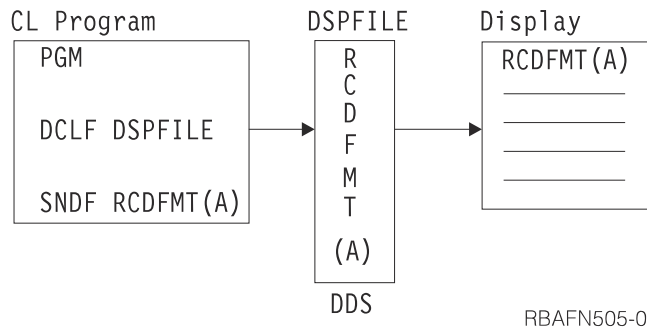 CL Program
PGM
DCLF DSPFILE
SNDF RCDFMT(A)
DSPFILE
R
C
D
F
M
T
(A)
DDS
Display
RCDFMT(A)
RBAFN505-0